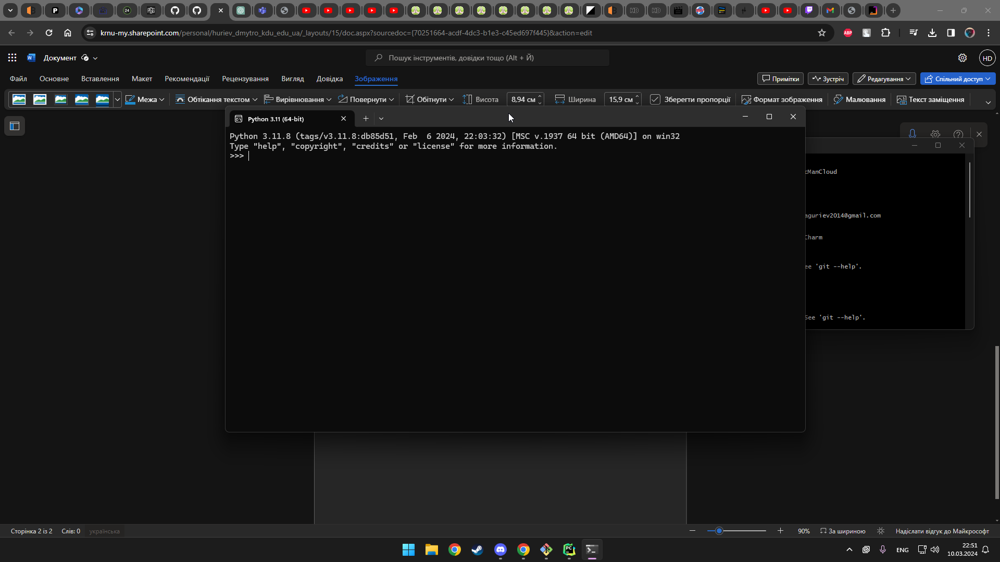 24
PGG
HD
HD
krnu-my.sharepoint.com/personal/huriev_dmytro_kdu_edu_ua/_layouts/15/doc.aspx?sourcedoc={70251664-acdf-4dc3-b1e3-c45ed697f445}&action=edit
ABP
Документ
Пошук інструментів, довідки тощо (Alt + Й)
HD
Файл Основне Вставлення Макет Рекомендації Рецензування Вигляд Довідка Зображення
Примітки Зустріч Редагування Спільний доступ
Межа Обтікання текстом Вирівнювання Повернути Обітнути Висота 8,94 см Ширина 15,9 см Зберегти пропорції Формат зображення Малювання Текст заміщення
Python 3.11 (64-bit)
Python 3.11.8 (tags/v3.11.8:db85d51, Feb  6 2024, 22:03:32) [MSC v.1937 64 bit (AMD64)] on win32
Type "help", "copyright", "credits" or "license" for more information.
>>>
cManCloud
aguriev2014@gmail.com
Charm
ee 'git --help'.
See 'git --help'.
Сторінка 2 із 2 Слів: 0 українська
90% За шириною Надіслати відгук до Майкрософт
ENG
22:51
10.03.2024